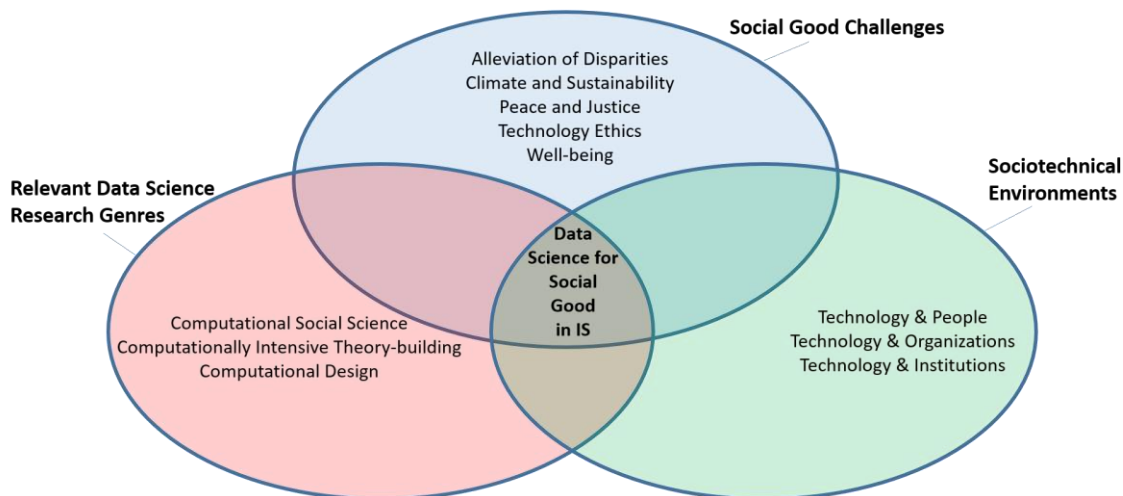 Social Good Challenges
Alleviation of Disparities
Climate and Sustainability
Peace and Justice
Technology Ethics
Well-being
Relevant Data Science
Research Genres
Sociotechnical
Environments
Data
Science for
Social
Good
in IS
Computational Social Science
Computationally Intensive Theory-building
Computational Design
Technology & People
Technology & Organizations
Technology & Institutions